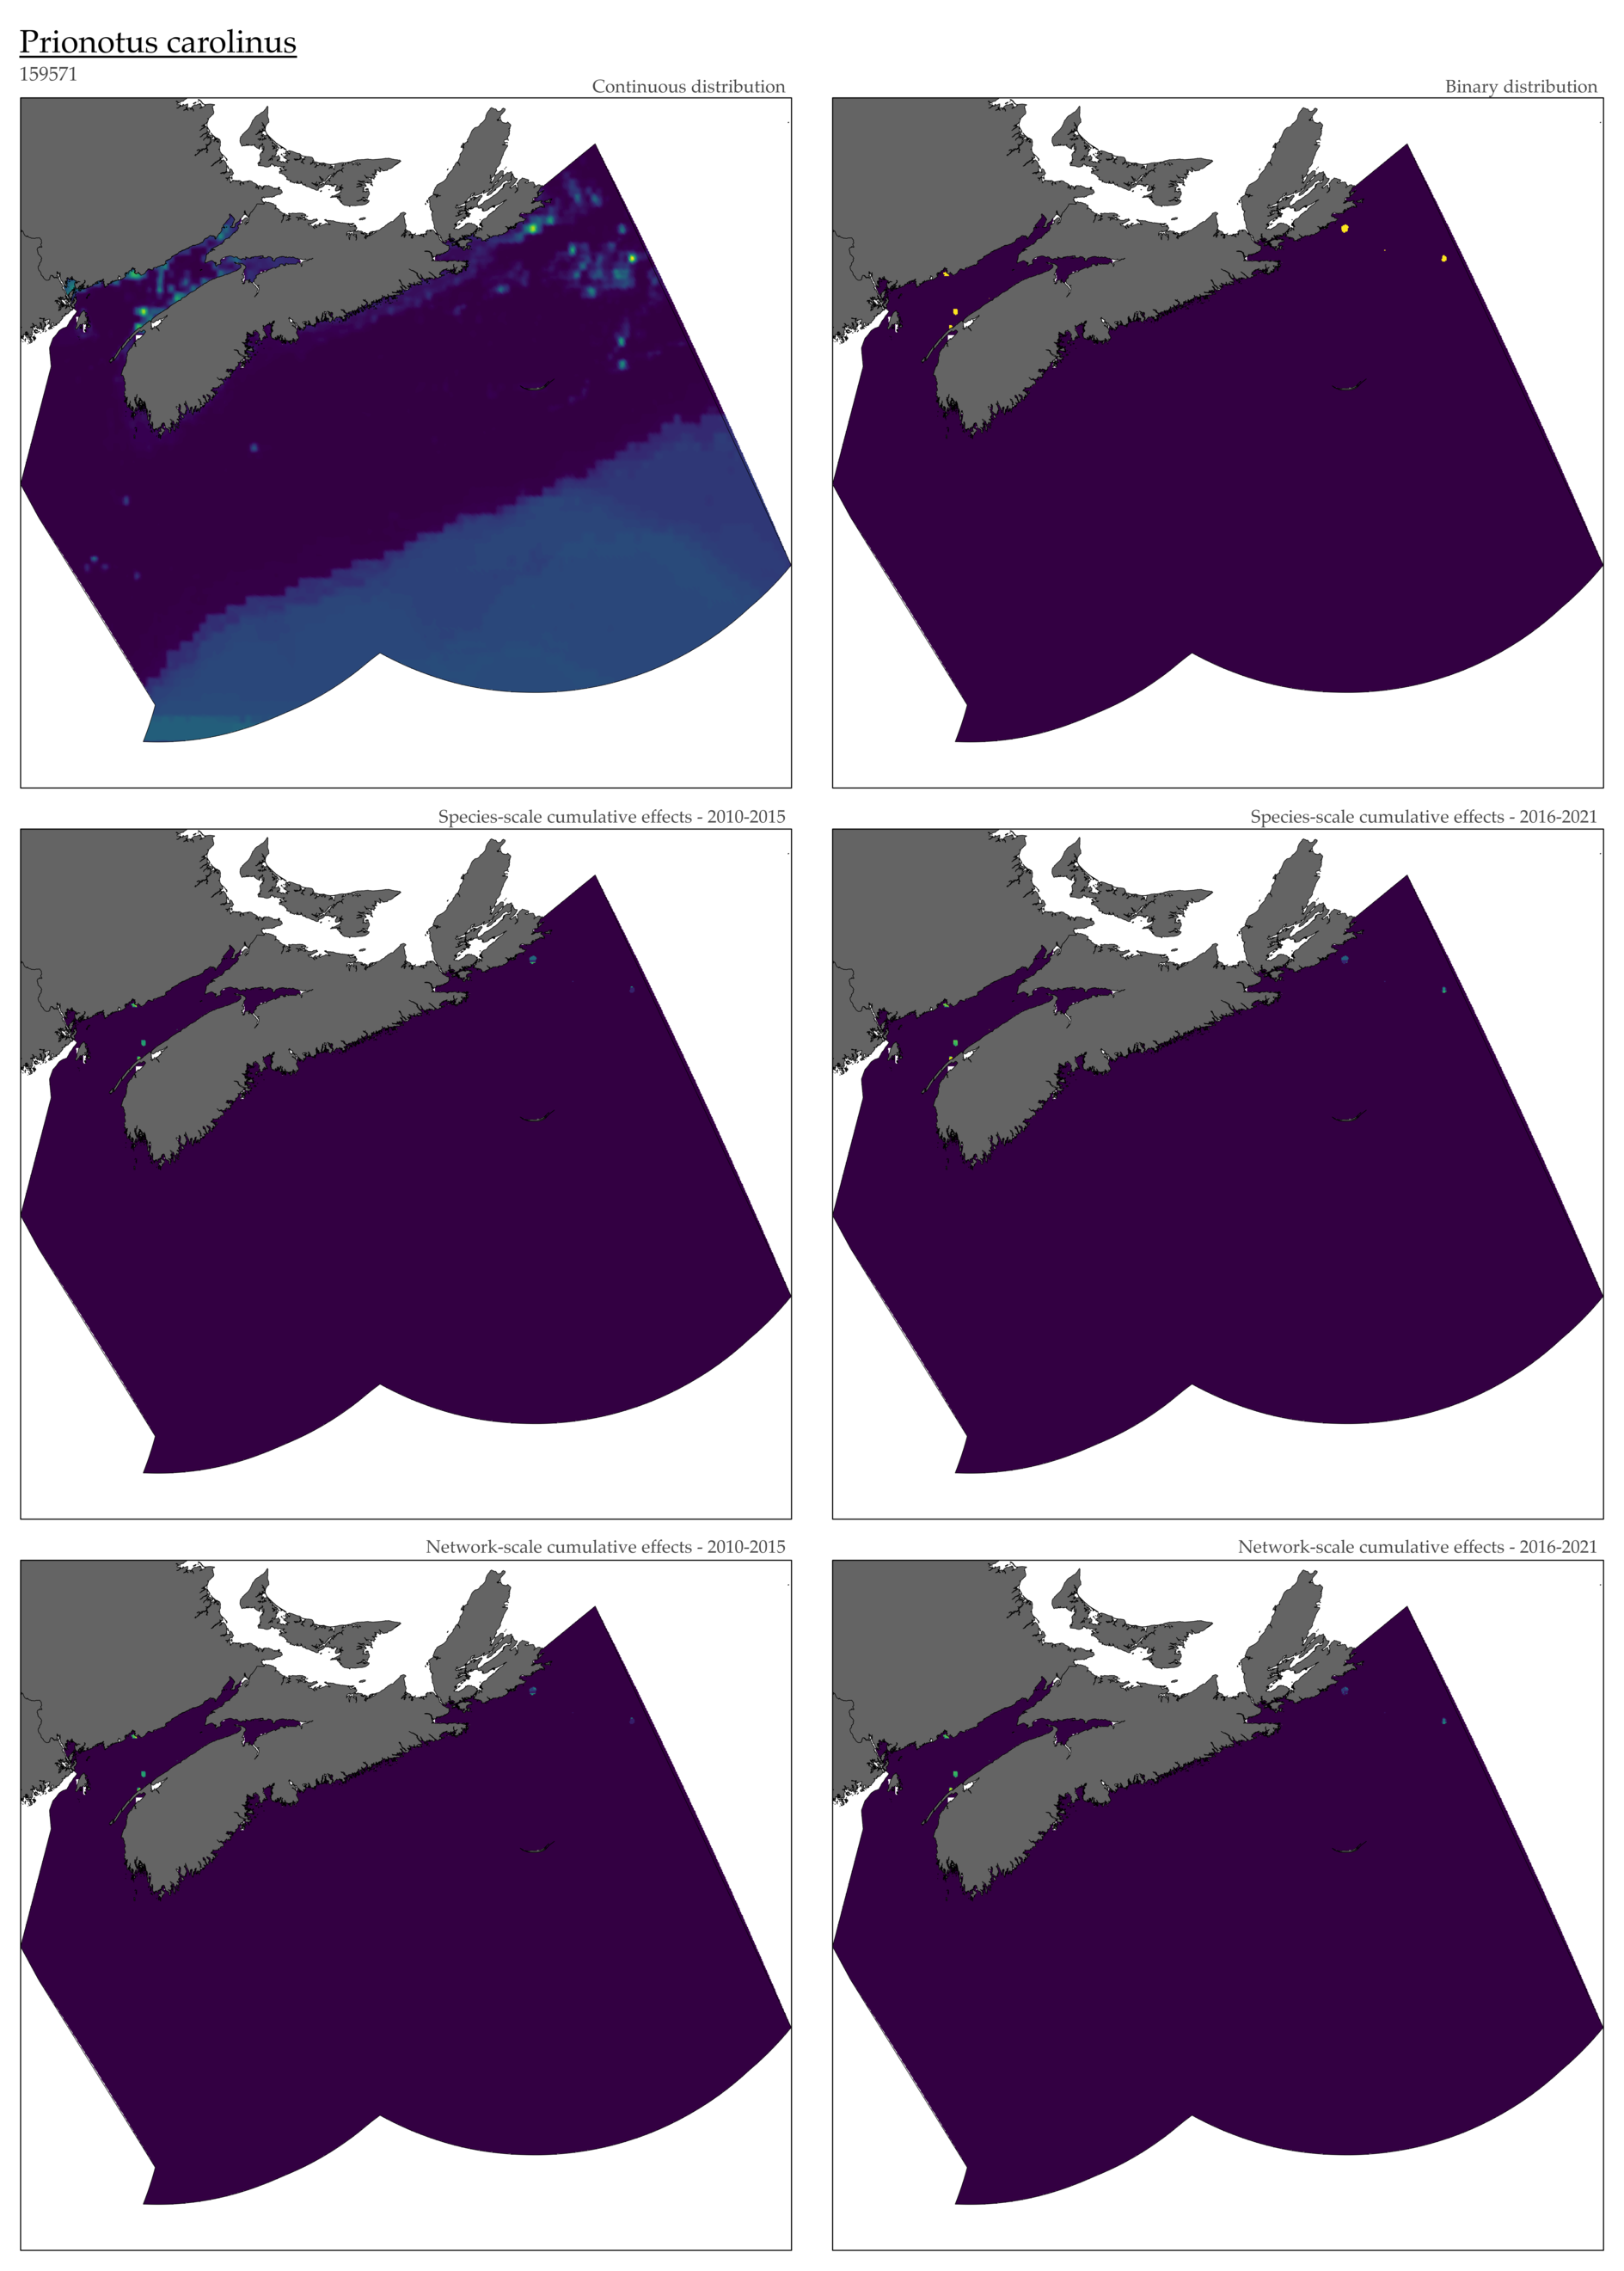 Prionotus carolinus
159571
Continuous distribution
Binary distribution
Species-scale cumulative effects - 2010-2015
Species-scale cumulative effects - 2016-2021
Network-scale cumulative effects - 2010-2015
Network-scale cumulative effects - 2016-2021